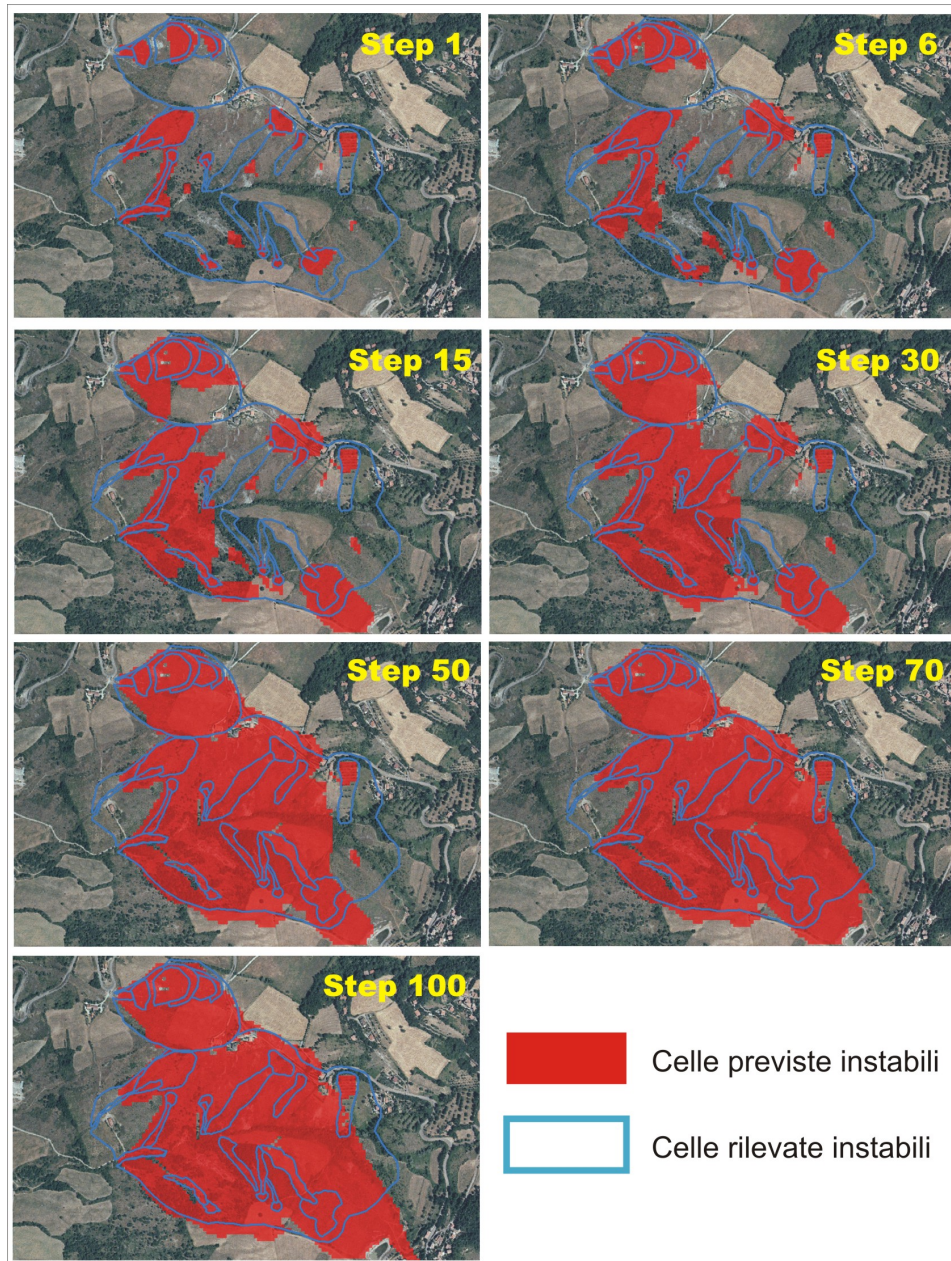 Step 1
Step 6
Step 15
Step 30
Step 50
Step 70
Step 100
Celle previste instabili
Celle rilevate instabili